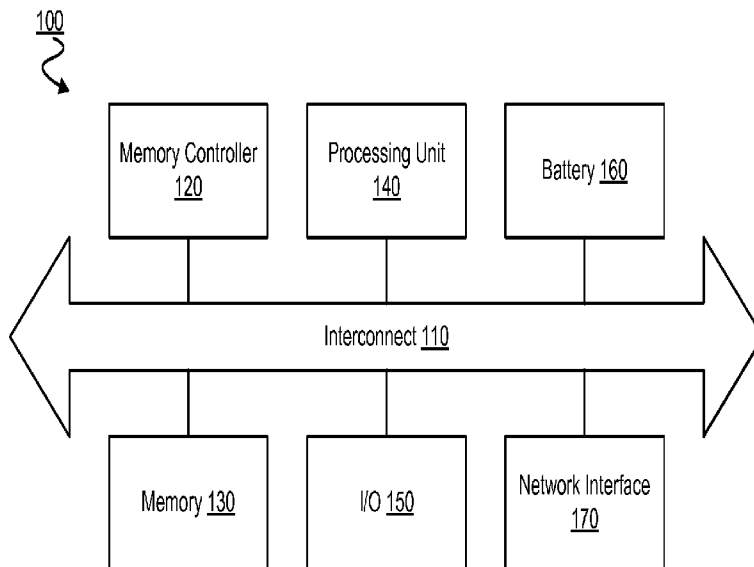 100
Memory Controller
120
Processing Unit
140
Battery 160
Interconnect 110
Memory 130
I/O 150
Network Interface
170